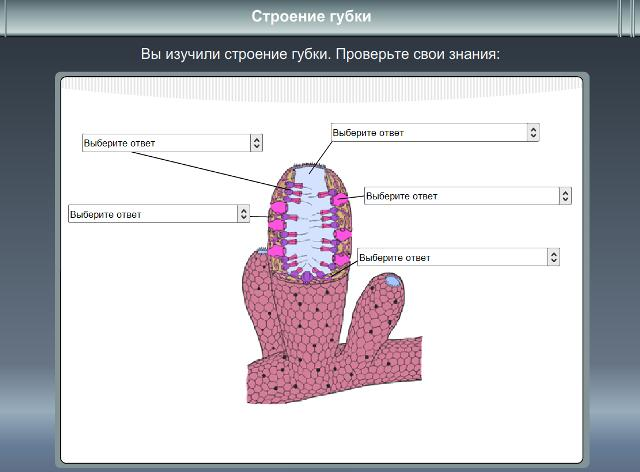 Строение губки
Вы изучили строение губки. Проверьте свои знания:
Выберите ответ
Выберите ответ
Выберите ответ
Выберите ответ
Выберите ответ